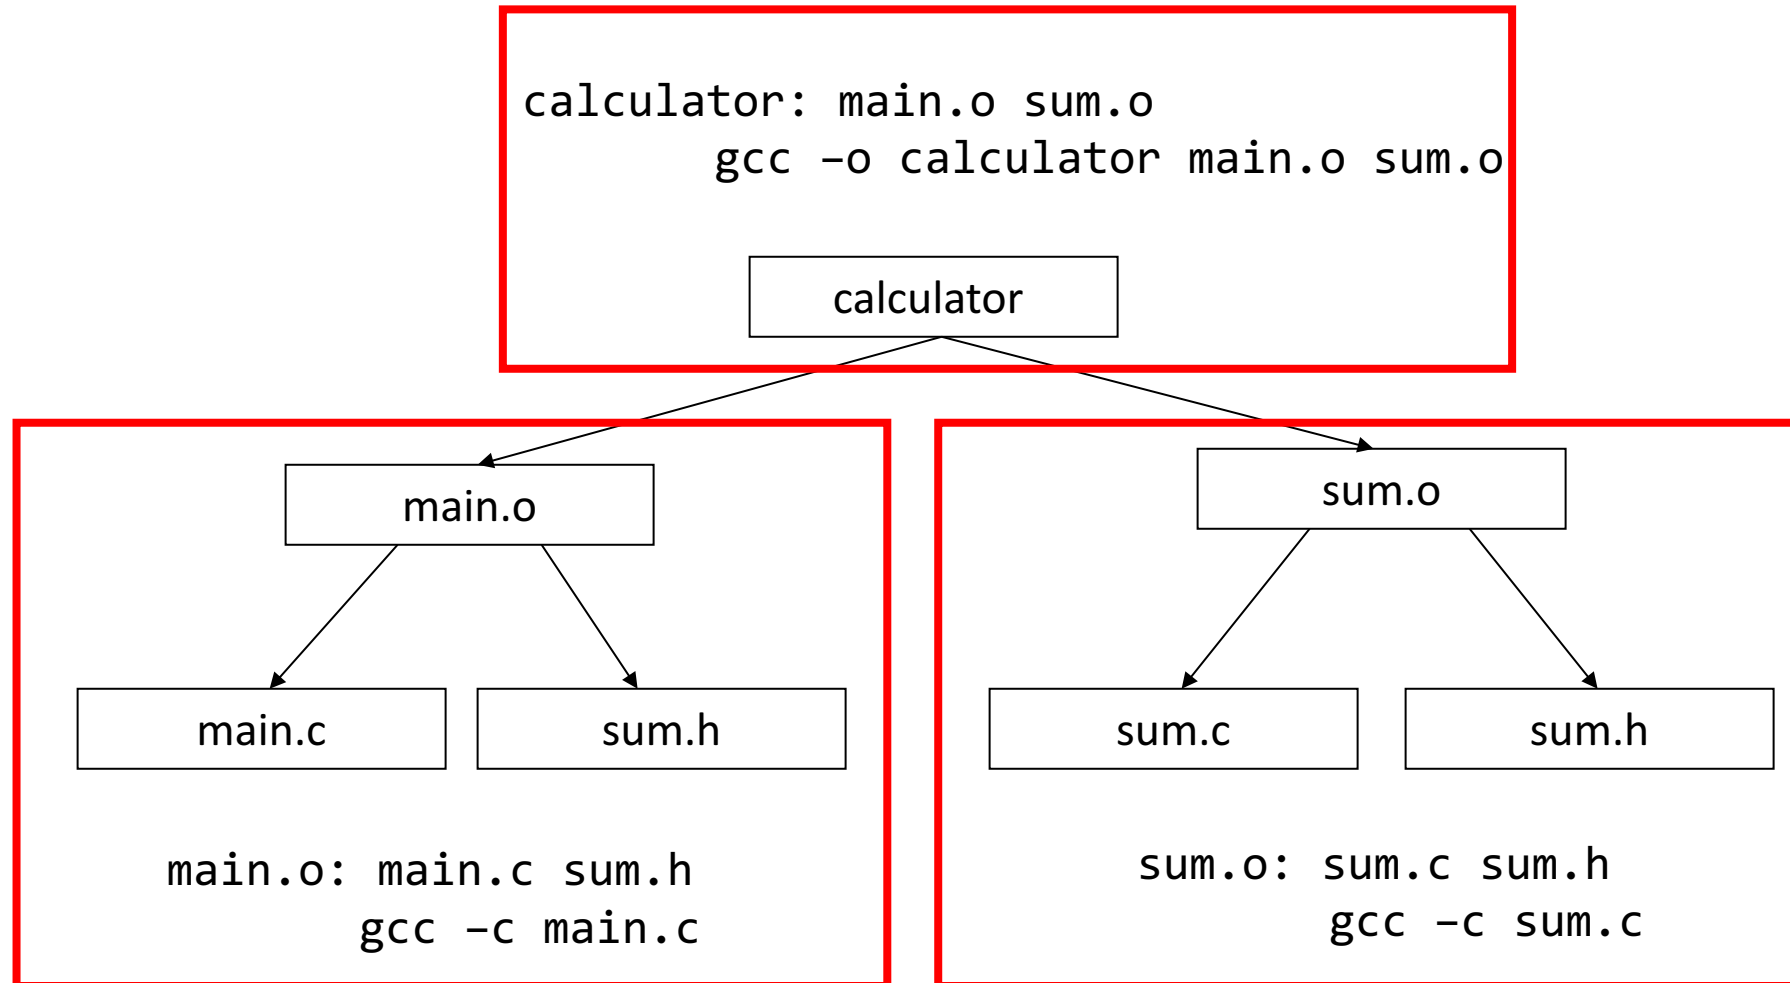 calculator: main.o sum.o
gcc –o calculator main.o sum.o
calculator
main.o
sum.o
main.c
sum.h
sum.c
sum.h
main.o: main.c sum.h
gcc –c main.c
sum.o: sum.c sum.h
gcc –c sum.c